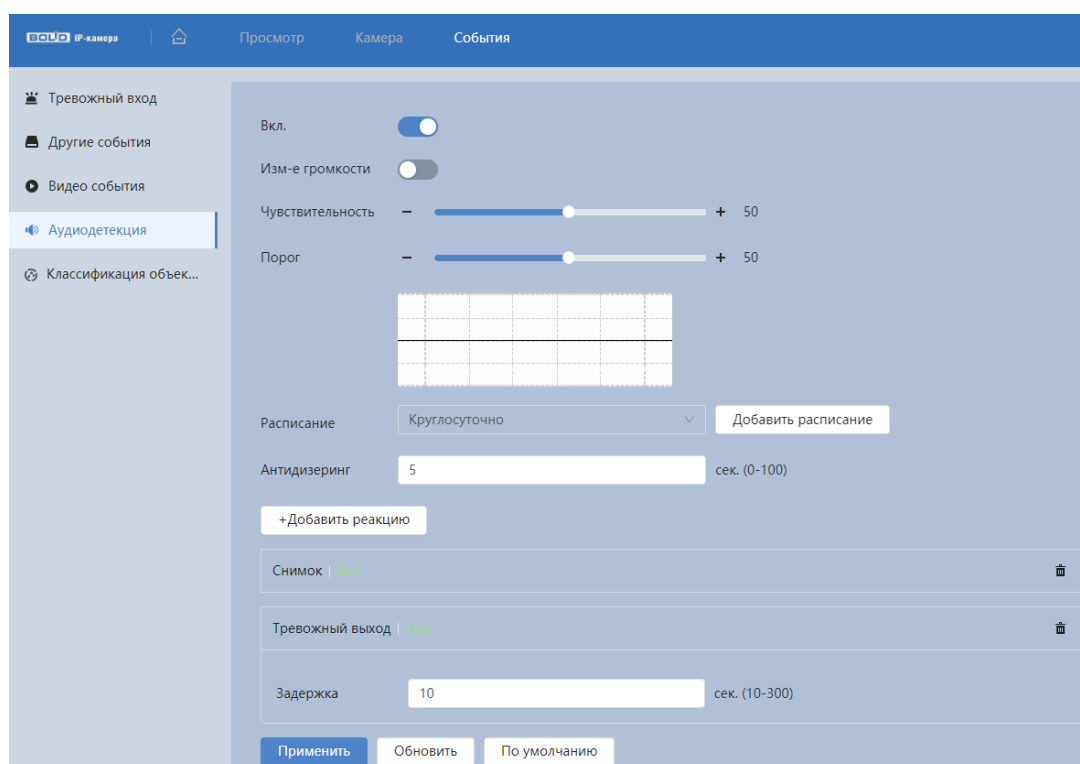 BOLID IP-камера Просмотр Камера События
Тревожный вход
Другие события
Видео события
Аудиодетекция
Классификация объек...
Вкл.
Изм-е громкости
Чувствительность − + 50
Порог − + 50
Расписание Круглосуточно Добавить расписание
Антидизеринг 5 сек. (0-100)
+Добавить реакцию
Снимок | Вкл.
Тревожный выход | Вкл.
Задержка 10 сек. (10-300)
Применить Обновить По умолчанию